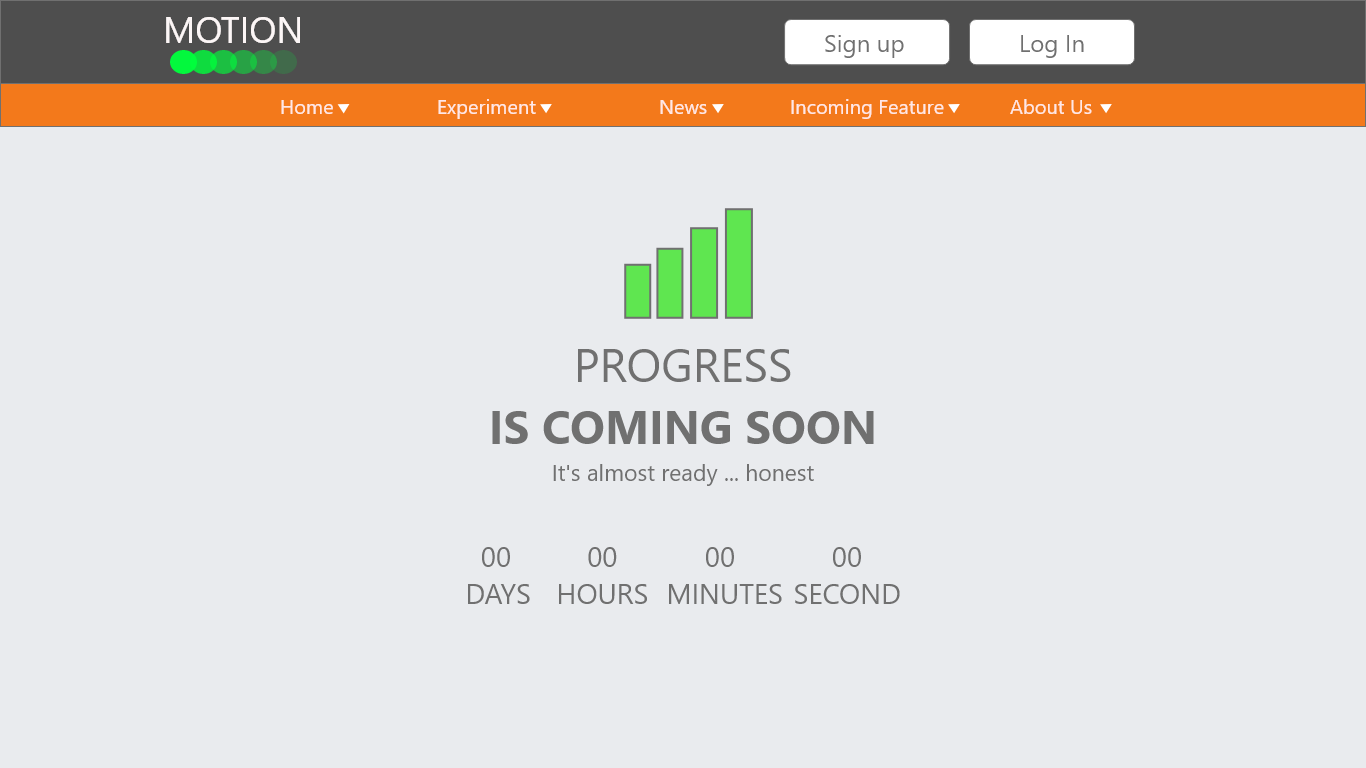 MOTION
Sign up Log In
Home Experiment News Incoming Feature About Us
PROGRESS
IS COMING SOON
It's almost ready ... honest
00 00 00 00
DAYS HOURS MINUTES SECOND